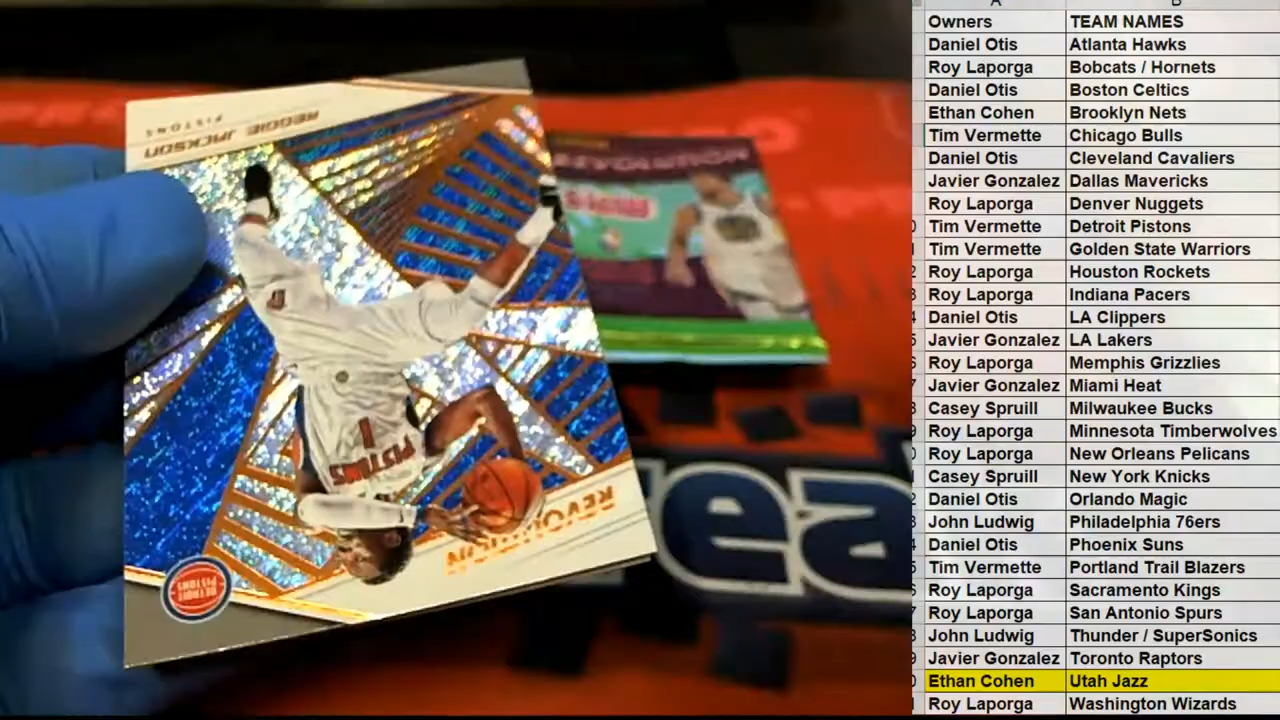 REGGIE JACKSON
PISTONS
PISTONS
1
REVOLUTION
DETROIT
PISTONS
REVOLUTION
rea
A B
Owners TEAM NAMES
Daniel Otis Atlanta Hawks
Roy Laporga Bobcats / Hornets
Daniel Otis Boston Celtics
Ethan Cohen Brooklyn Nets
Tim Vermette Chicago Bulls
Daniel Otis Cleveland Cavaliers
Javier Gonzalez Dallas Mavericks
Roy Laporga Denver Nuggets
Tim Vermette Detroit Pistons
Tim Vermette Golden State Warriors
Roy Laporga Houston Rockets
Roy Laporga Indiana Pacers
Daniel Otis LA Clippers
Javier Gonzalez LA Lakers
Roy Laporga Memphis Grizzlies
Javier Gonzalez Miami Heat
Casey Spruill Milwaukee Bucks
Roy Laporga Minnesota Timberwolves
Roy Laporga New Orleans Pelicans
Casey Spruill New York Knicks
Daniel Otis Orlando Magic
John Ludwig Philadelphia 76ers
Daniel Otis Phoenix Suns
Tim Vermette Portland Trail Blazers
Roy Laporga Sacramento Kings
Roy Laporga San Antonio Spurs
John Ludwig Thunder / SuperSonics
Javier Gonzalez Toronto Raptors
Ethan Cohen Utah Jazz
Roy Laporga Washington Wizards